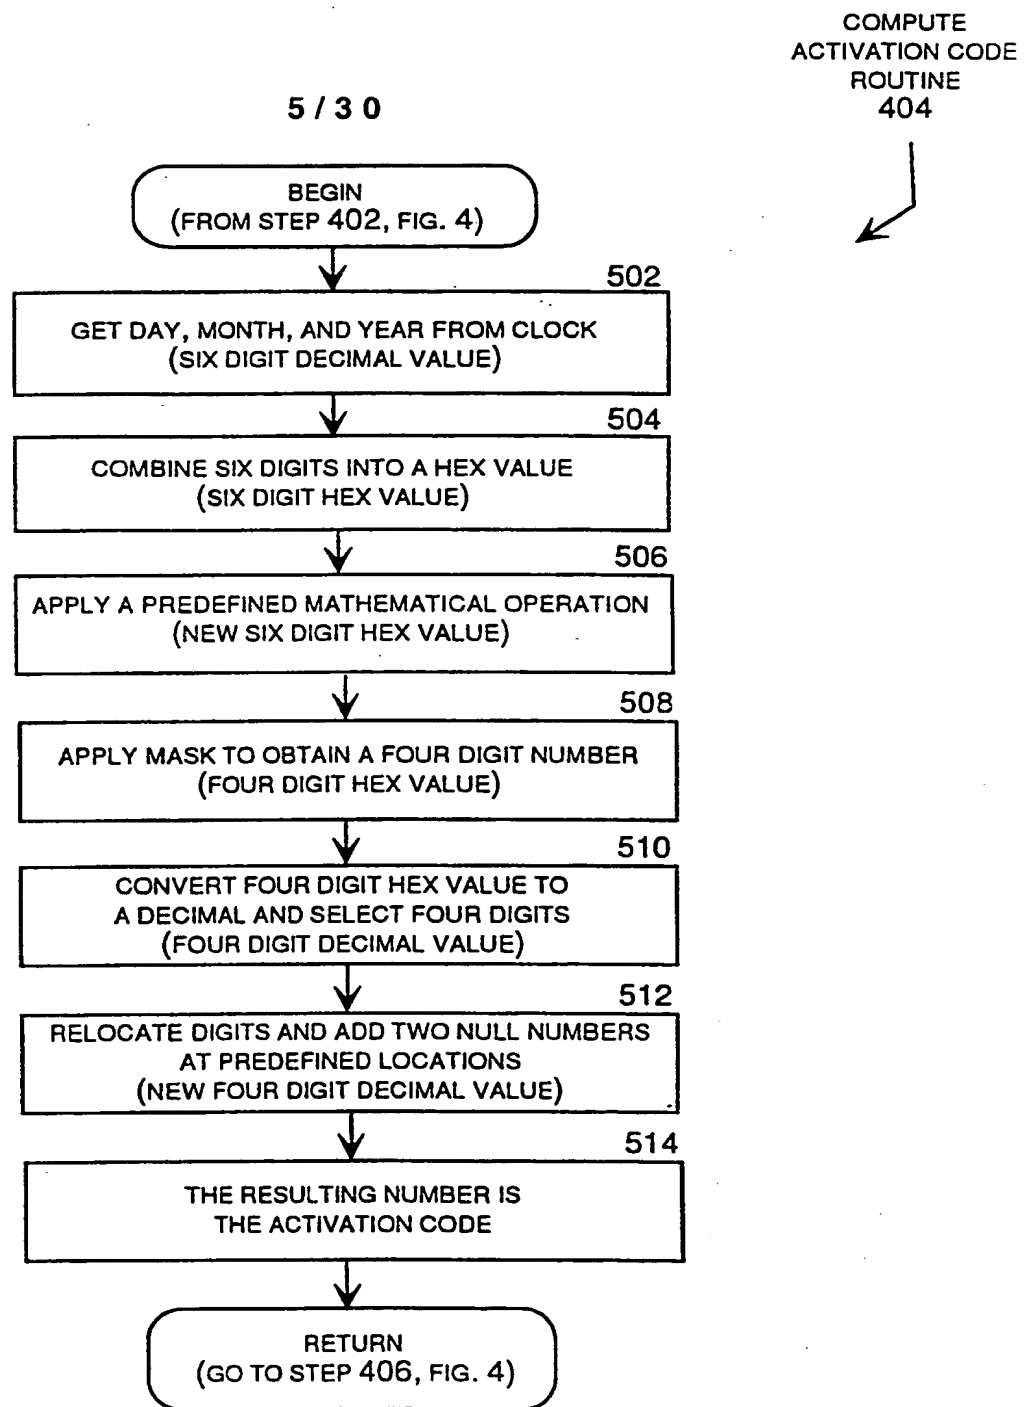 COMPUTE
ACTIVATION CODE
ROUTINE
404
5/30
BEGIN
(FROM STEP 402, FIG. 4)
502
GET DAY, MONTH, AND YEAR FROM CLOCK
(SIX DIGIT DECIMAL VALUE)
504
COMBINE SIX DIGITS INTO A HEX VALUE
(SIX DIGIT HEX VALUE)
506
APPLY A PREDEFINED MATHEMATICAL OPERATION
(NEW SIX DIGIT HEX VALUE)
508
APPLY MASK TO OBTAIN A FOUR DIGIT NUMBER
(FOUR DIGIT HEX VALUE)
510
CONVERT FOUR DIGIT HEX VALUE TO
A DECIMAL AND SELECT FOUR DIGITS
(FOUR DIGIT DECIMAL VALUE)
512
RELOCATE DIGITS AND ADD TWO NULL NUMBERS
AT PREDEFINED LOCATIONS
(NEW FOUR DIGIT DECIMAL VALUE)
514
THE RESULTING NUMBER IS
THE ACTIVATION CODE
RETURN
(GO TO STEP 406, FIG. 4)